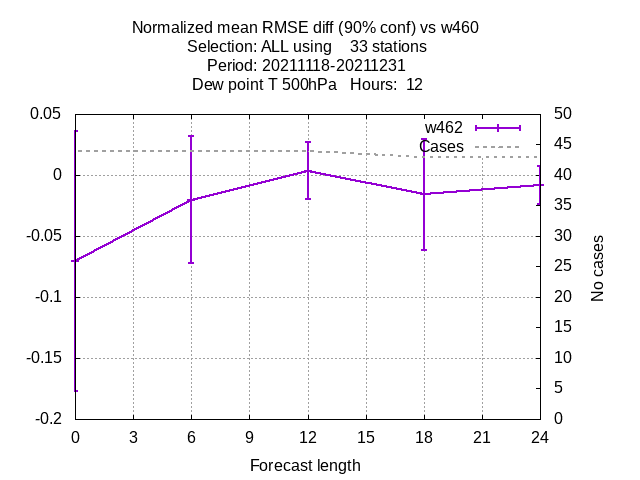 Normalized mean RMSE diff (90% conf) vs w460
Selection: ALL using    33 stations
Period: 20211118-20211231
Dew point T 500hPa   Hours:  12
w462
Cases
0.05
0
-0.05
-0.1
-0.15
-0.2
50
45
40
35
30
25
20
15
10
5
0
No cases
0 3 6 9 12 15 18 21 24
Forecast length